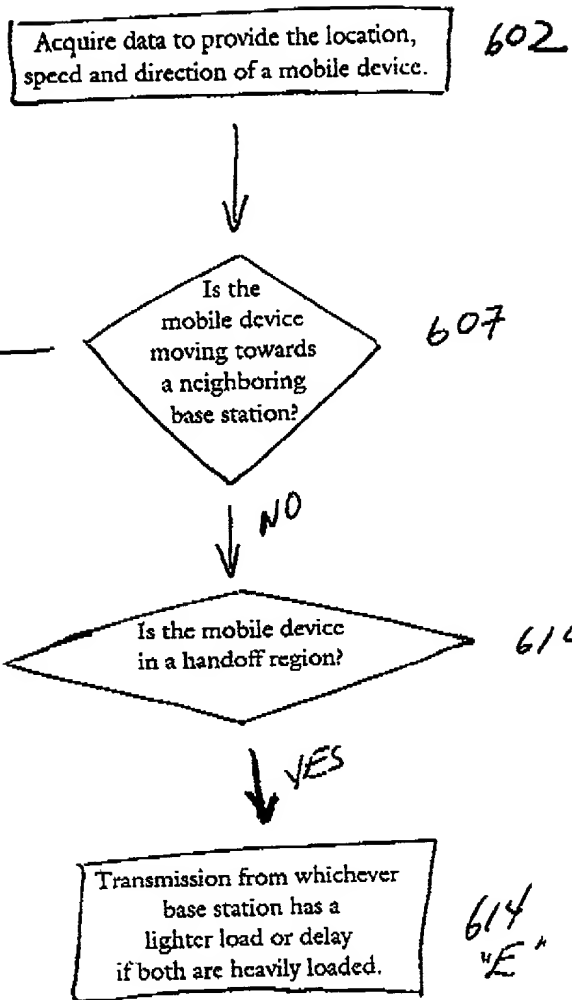 Acquire data to provide the location,
speed and direction of a mobile device.
602
Is the
mobile device
moving towards
a neighboring
base station?
607
NO
Is the mobile device
in a handoff region?
YES
Transmission from whichever
base station has a
lighter load or delay
if both are heavily loaded.
614
"E"